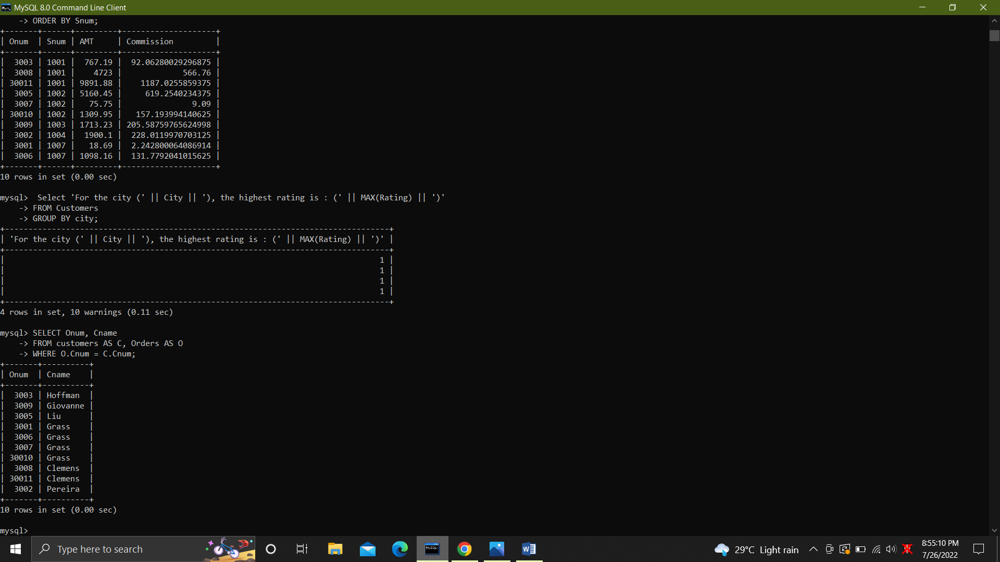 MySQL 8.0 Command Line Client
    -> ORDER BY Snum;
+-------+------+---------+--------------------+
| Onum  | Snum | AMT     | Commission         |
+-------+------+---------+--------------------+
|  3003 | 1001 |  767.19 |  92.06280029296875 |
|  3008 | 1001 |    4723 |             566.76 |
| 30011 | 1001 | 9891.88 |    1187.0255859375 |
|  3005 | 1002 | 5160.45 |     619.2540234375 |
|  3007 | 1002 |   75.75 |               9.09 |
| 30010 | 1002 | 1309.95 |   157.193994140625 |
|  3009 | 1003 | 1713.23 | 205.58759765624998 |
|  3002 | 1004 |  1900.1 |  228.0119970703125 |
|  3001 | 1007 |   18.69 |  2.242800064086914 |
|  3006 | 1007 | 1098.16 |  131.7792041015625 |
+-------+------+---------+--------------------+
10 rows in set (0.00 sec)
mysql>  Select 'For the city (' || City || '), the highest rating is : (' || MAX(Rating) || ')'
    -> FROM Customers
    -> GROUP BY city;
+----------------------------------------------------------------------------------+
| 'For the city (' || City || '), the highest rating is : (' || MAX(Rating) || ')' |
+----------------------------------------------------------------------------------+
|                                                                                1 |
|                                                                                1 |
|                                                                                1 |
|                                                                                1 |
+----------------------------------------------------------------------------------+
4 rows in set, 10 warnings (0.11 sec)
mysql> SELECT Onum, Cname
    -> FROM customers AS C, Orders AS O
    -> WHERE O.Cnum = C.Cnum;
+-------+----------+
| Onum  | Cname    |
+-------+----------+
|  3003 | Hoffman  |
|  3009 | Giovanne |
|  3005 | Liu      |
|  3001 | Grass    |
|  3006 | Grass    |
|  3007 | Grass    |
| 30010 | Grass    |
|  3008 | Clemens  |
| 30011 | Clemens  |
|  3002 | Pereira  |
+-------+----------+
10 rows in set (0.00 sec)
mysql>
Type here to search
29°C Light rain
8:55:10 PM
7/26/2022